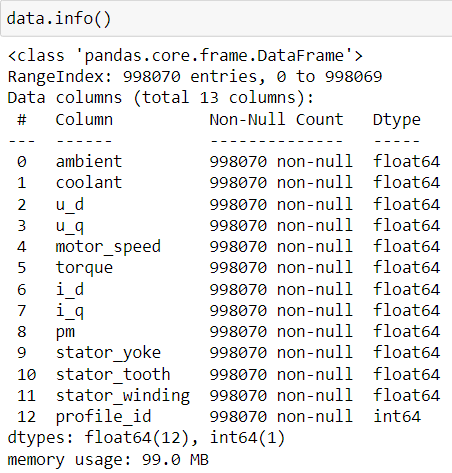 data.info()
<class 'pandas.core.frame.DataFrame'>
RangeIndex: 998070 entries, 0 to 998069
Data columns (total 13 columns):
 #   Column          Non-Null Count   Dtype
---  ------          --------------   -----
 0   ambient         998070 non-null  float64
 1   coolant         998070 non-null  float64
 2   u_d             998070 non-null  float64
 3   u_q             998070 non-null  float64
 4   motor_speed     998070 non-null  float64
 5   torque          998070 non-null  float64
 6   i_d             998070 non-null  float64
 7   i_q             998070 non-null  float64
 8   pm              998070 non-null  float64
 9   stator_yoke     998070 non-null  float64
 10  stator_tooth    998070 non-null  float64
 11  stator_winding  998070 non-null  float64
 12  profile_id      998070 non-null  int64
dtypes: float64(12), int64(1)
memory usage: 99.0 MB